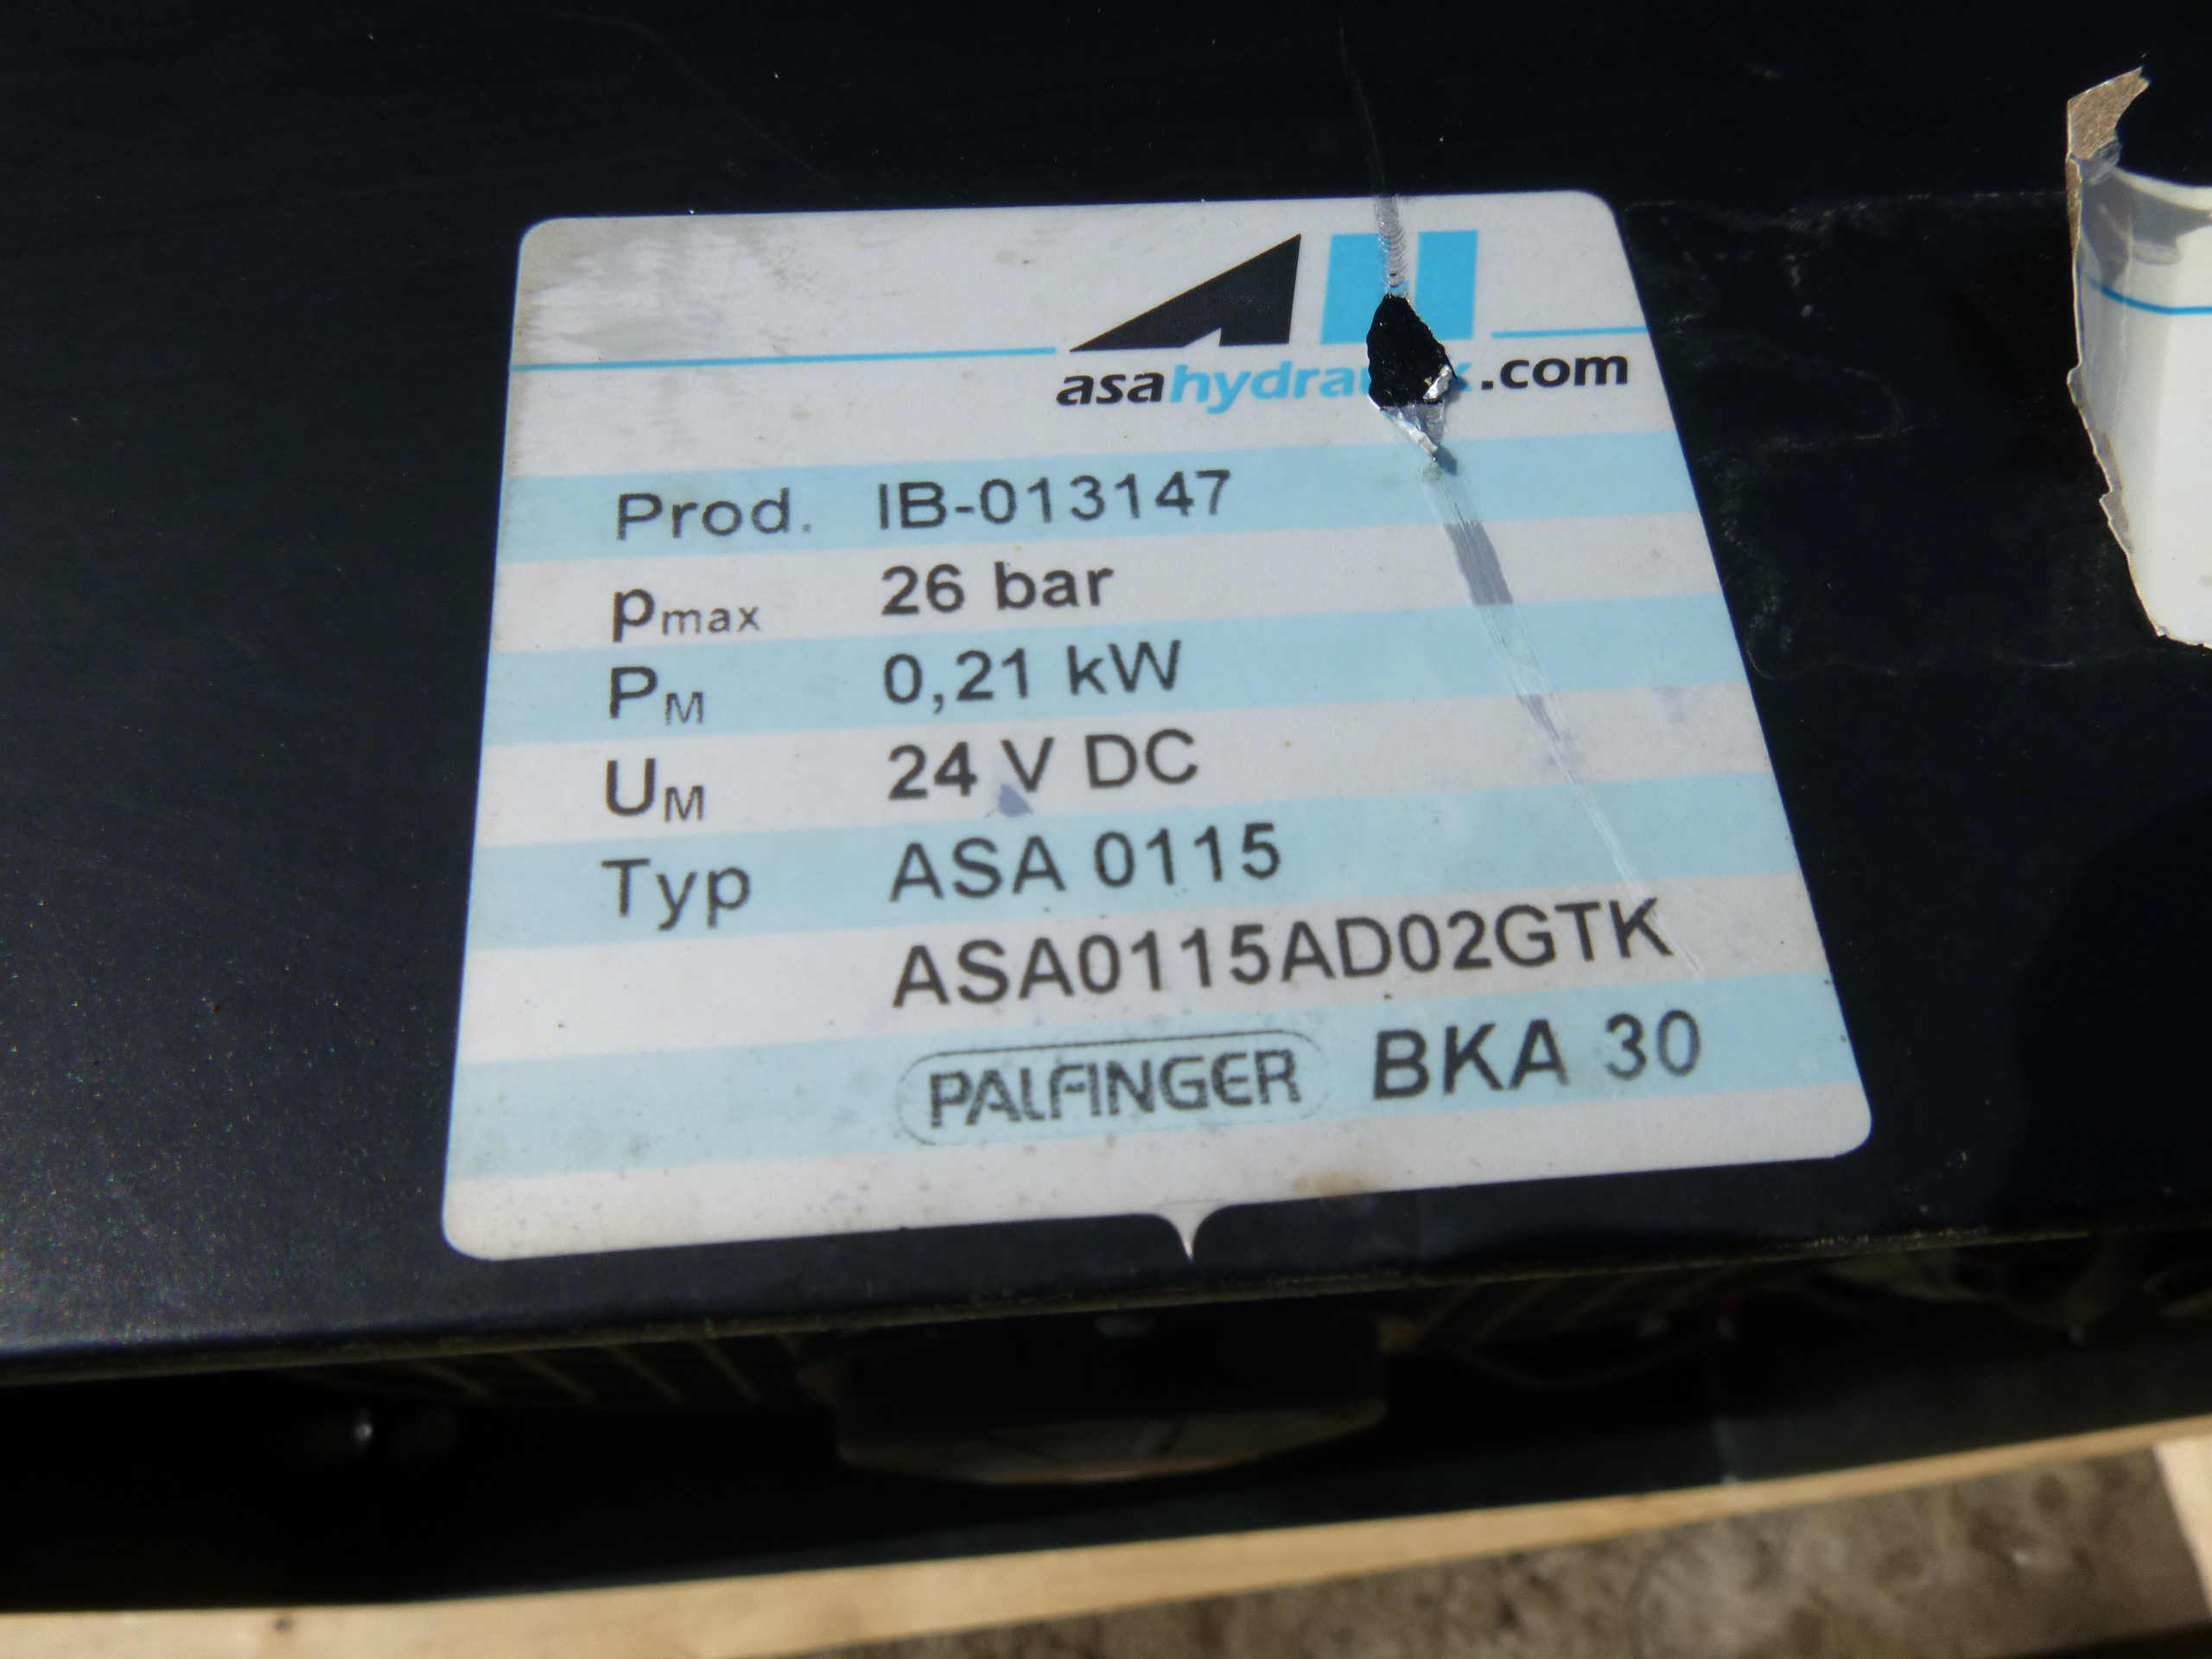 asahydraulik.com
Prod. IB-013147
pmax 26 bar
PM 0,21 kW
UM 24 V DC
Typ ASA 0115
ASA0115AD02GTK
PALFINGER BKA 30